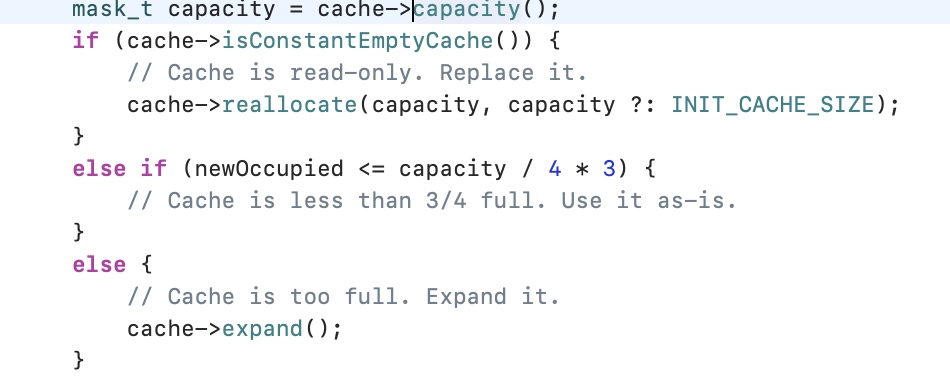 mask_t capacity = cache->capacity();
if (cache->isConstantEmptyCache()) {
// Cache is read-only. Replace it.
cache->reallocate(capacity, capacity ?: INIT_CACHE_SIZE);
}
else if (newOccupied <= capacity / 4 * 3) {
// Cache is less than 3/4 full. Use it as-is.
}
else {
// Cache is too full. Expand it.
cache->expand();
}